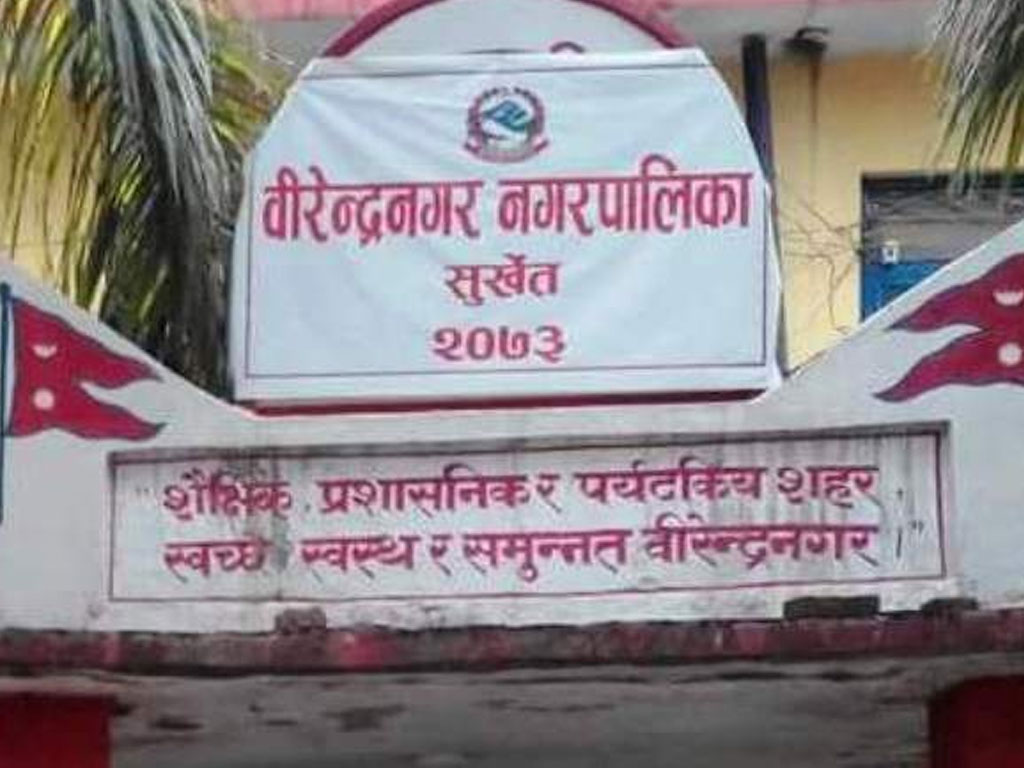 वीरेन्द्रनगर नगरपालिका
सुर्खेत
२०७३
"शैक्षिक, प्रशासनिक र पर्यटकिय शहर,
स्वच्छ, स्वस्थ र समुन्नत वीरेन्द्रनगर ।"